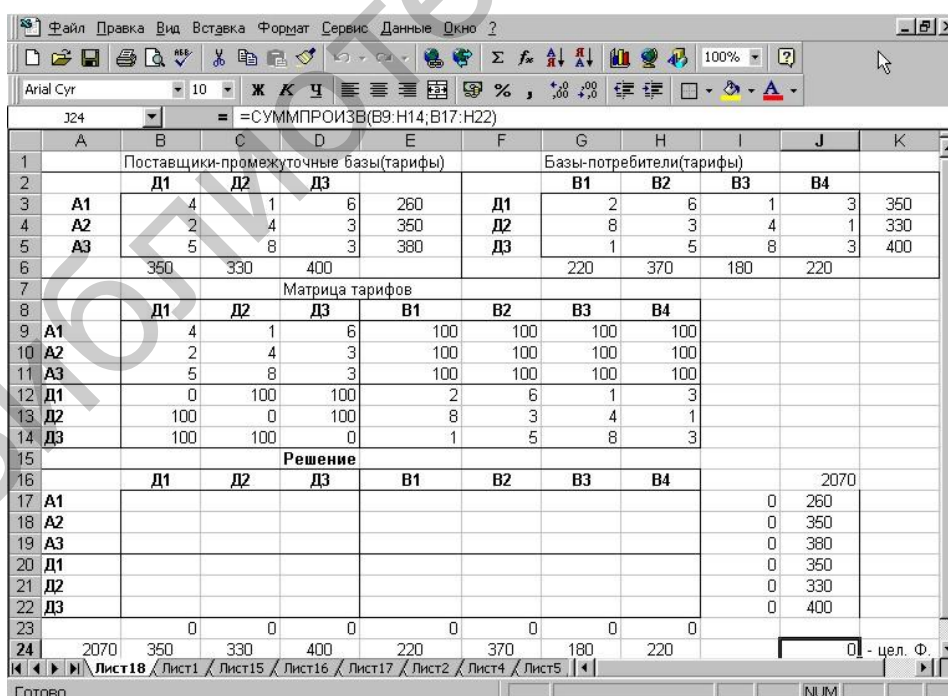 Файл Правка Вид Вставка Формат Сервис Данные Окно ?
100%
Arial Cyr 10 Ж К Ч
J24 = =СУММПРОИЗВ(B9:H14;B17:H22)
A B C D E F G H I J K
1 Поставщики-промежуточные базы(тарифы) Базы-потребители(тарифы)
2 Д1 Д2 Д3 В1 В2 В3 В4
3 А1 4 1 6 260 Д1 2 6 1 3 350
4 А2 2 4 3 350 Д2 8 3 4 1 330
5 А3 5 8 3 380 Д3 1 5 8 3 400
6 350 330 400 220 370 180 220
7 Матрица тарифов
8 Д1 Д2 Д3 В1 В2 В3 В4
9 А1 4 1 6 100 100 100 100
10 А2 2 4 3 100 100 100 100
11 А3 5 8 3 100 100 100 100
12 Д1 0 100 100 2 6 1 3
13 Д2 100 0 100 8 3 4 1
14 Д3 100 100 0 1 5 8 3
15 Решение
16 Д1 Д2 Д3 В1 В2 В3 В4 2070
17 А1 0 260
18 А2 0 350
19 А3 0 380
20 Д1 0 350
21 Д2 0 330
22 Д3 0 400
23 0 0 0 0 0 0 0
24 2070 350 330 400 220 370 180 220 0 - цел. Ф.
Лист18 Лист1 Лист15 Лист16 Лист17 Лист2 Лист4 Лист5
Готово NUM